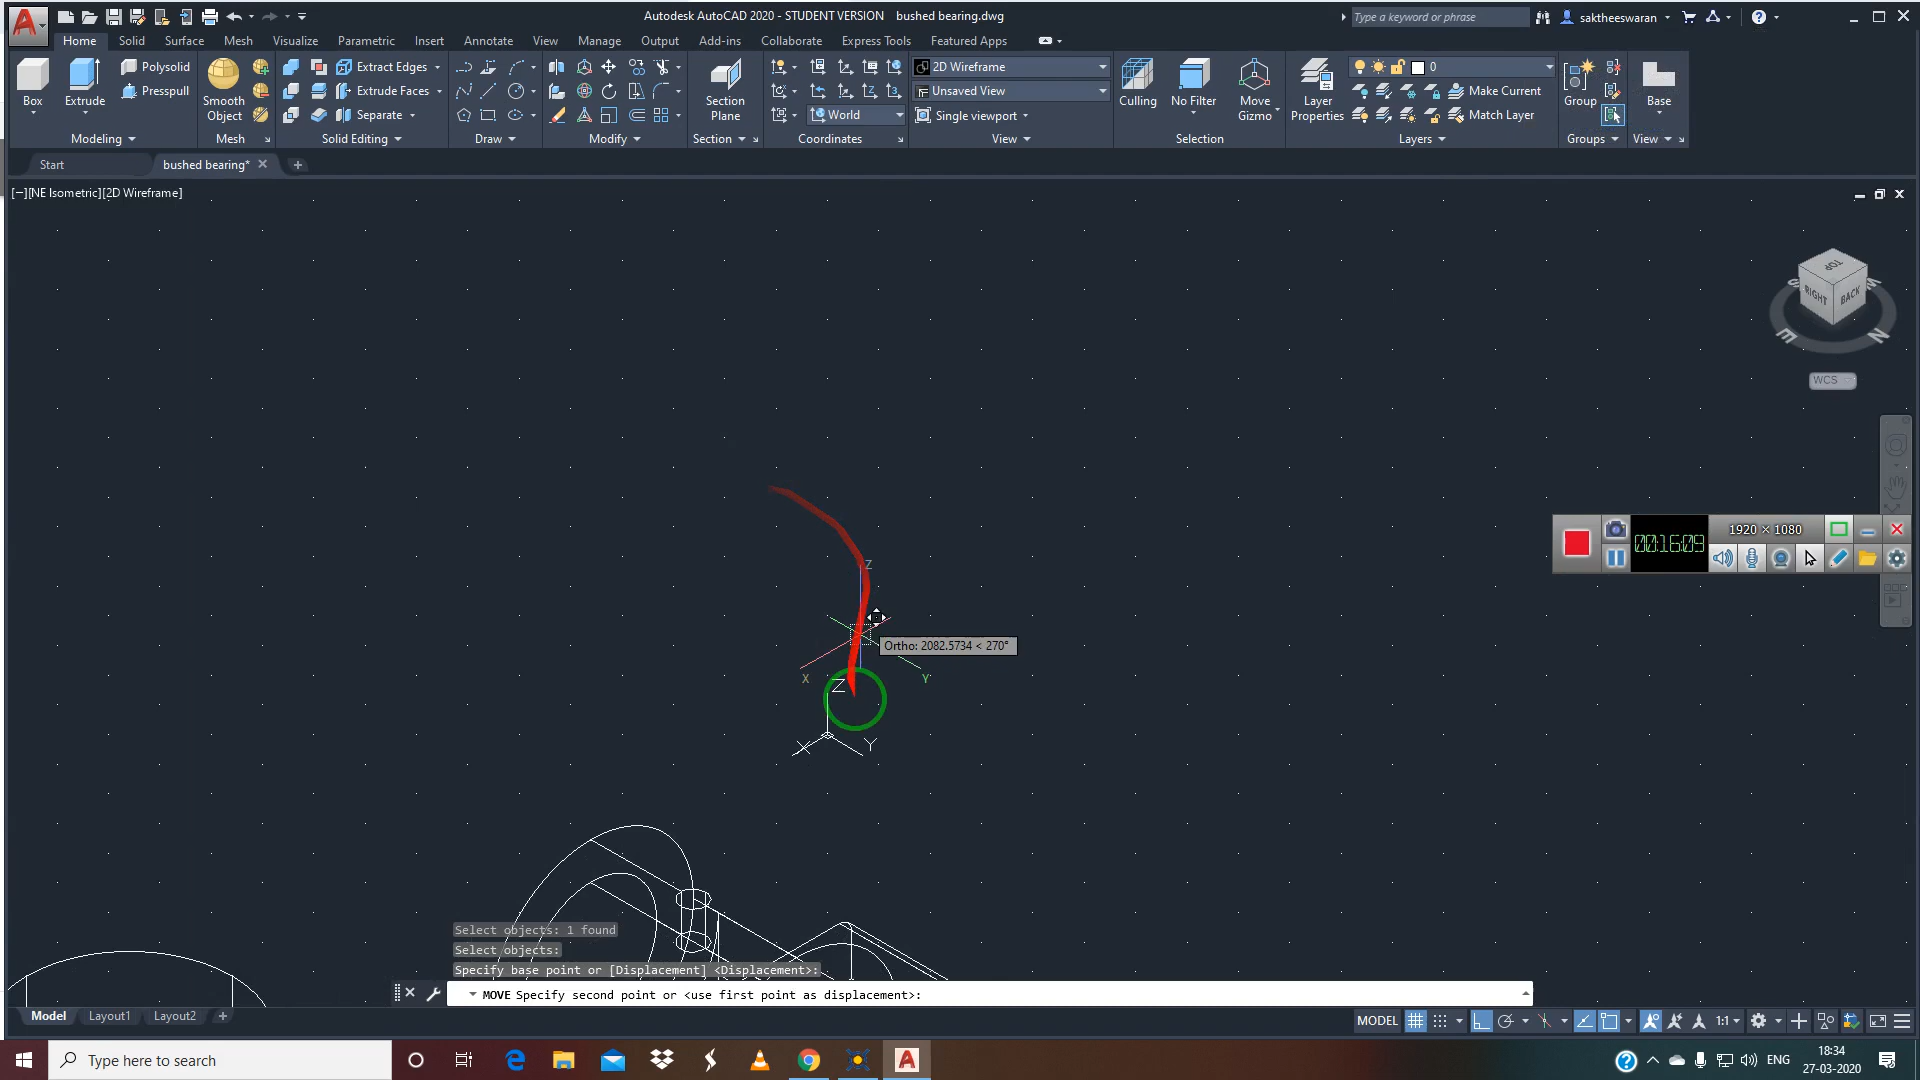 Autodesk AutoCAD 2020 - STUDENT VERSION bushed bearing.dwg
Type a keyword or phrase
saktheeswaran
Home Solid Surface Mesh Visualize Parametric Insert Annotate View Manage Output Add-ins Collaborate Express Tools Featured Apps
Polysolid
Presspull
Extract Edges
Extrude Faces
Separate
2D Wireframe
Unsaved View
World
Single viewport
0
Make Current
Match Layer
Box
Extrude
Smooth Object
Section Plane
Culling
No Filter
Move Gizmo
Layer Properties
Group
Base
Modeling Mesh Solid Editing Draw Modify Section Coordinates View Selection Layers Groups View
Start bushed bearing*
[−][NE Isometric][2D Wireframe]
TOP
RIGHT BACK
E N
WCS
1920 × 1080
00:16:09
Z
Ortho: 2082.5734 < 270°
X Y
Z
X Y
Select objects: 1 found
Select objects:
Specify base point or [Displacement] <Displacement>:
MOVE Specify second point or <use first point as displacement>:
Model Layout1 Layout2
MODEL 1:1
Type here to search
ENG
18:34
27-03-2020